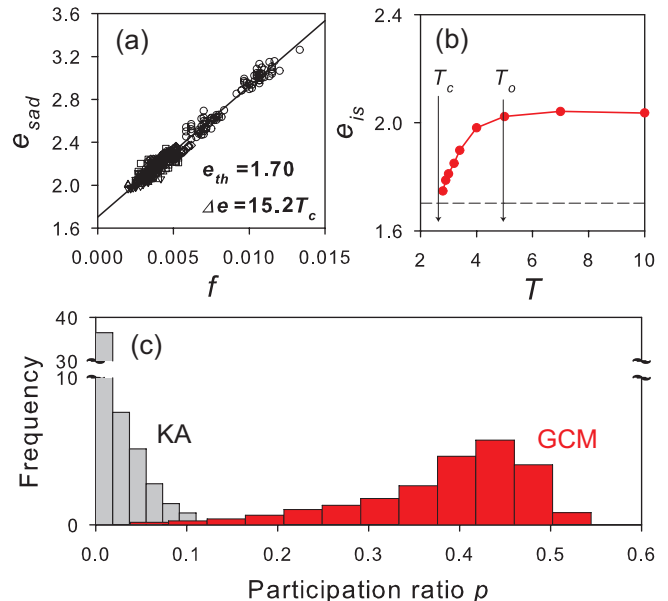 (a)
3.6
3.2
2.8
2.4
2.0
1.6
e_sad
e_th = 1.70
Δe = 15.2T_c
0.000 0.005 0.010 0.015
f
(b)
2.4
2.0
1.6
e_is
T_c T_o
2 4 6 8 10
T
(c)
40
30
10
0
Frequency
KA
GCM
0.0 0.1 0.2 0.3 0.4 0.5 0.6
Participation ratio p